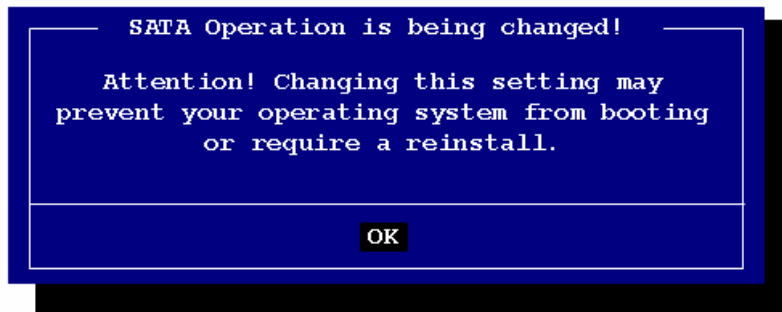 SATA Operation is being changed!
Attention! Changing this setting may
prevent your operating system from booting
or require a reinstall.
OK